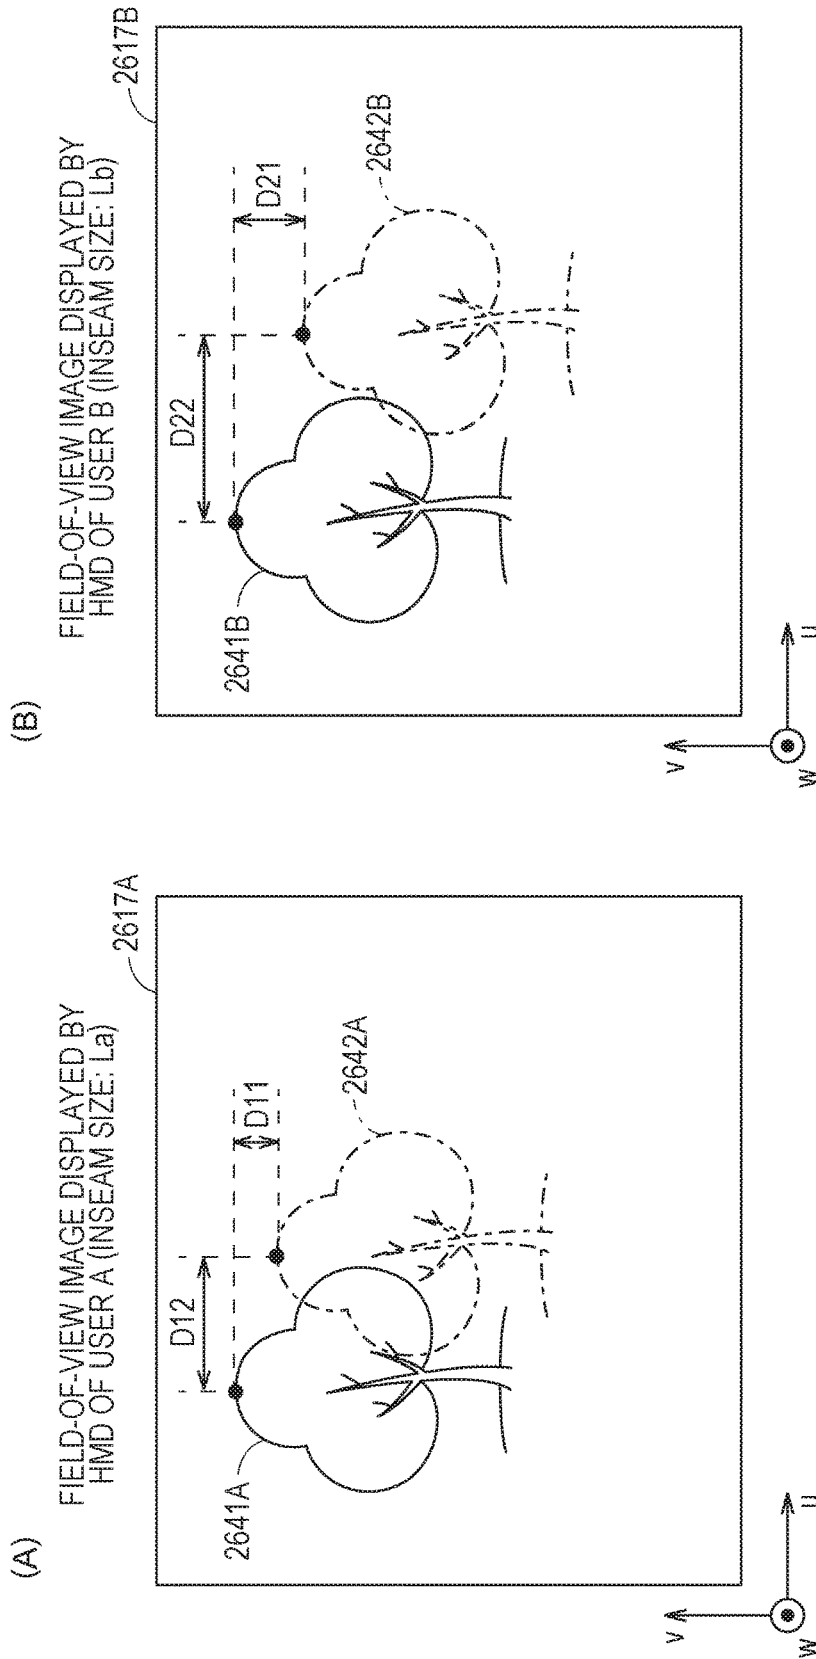 (A)
FIELD-OF-VIEW IMAGE DISPLAYED BY
HMD OF USER A (INSEAM SIZE: La)
2617A
D12
D11
2641A
2642A
v
w
u
(B)
FIELD-OF-VIEW IMAGE DISPLAYED BY
HMD OF USER B (INSEAM SIZE: Lb)
2617B
D22
D21
2641B
2642B
v
w
u